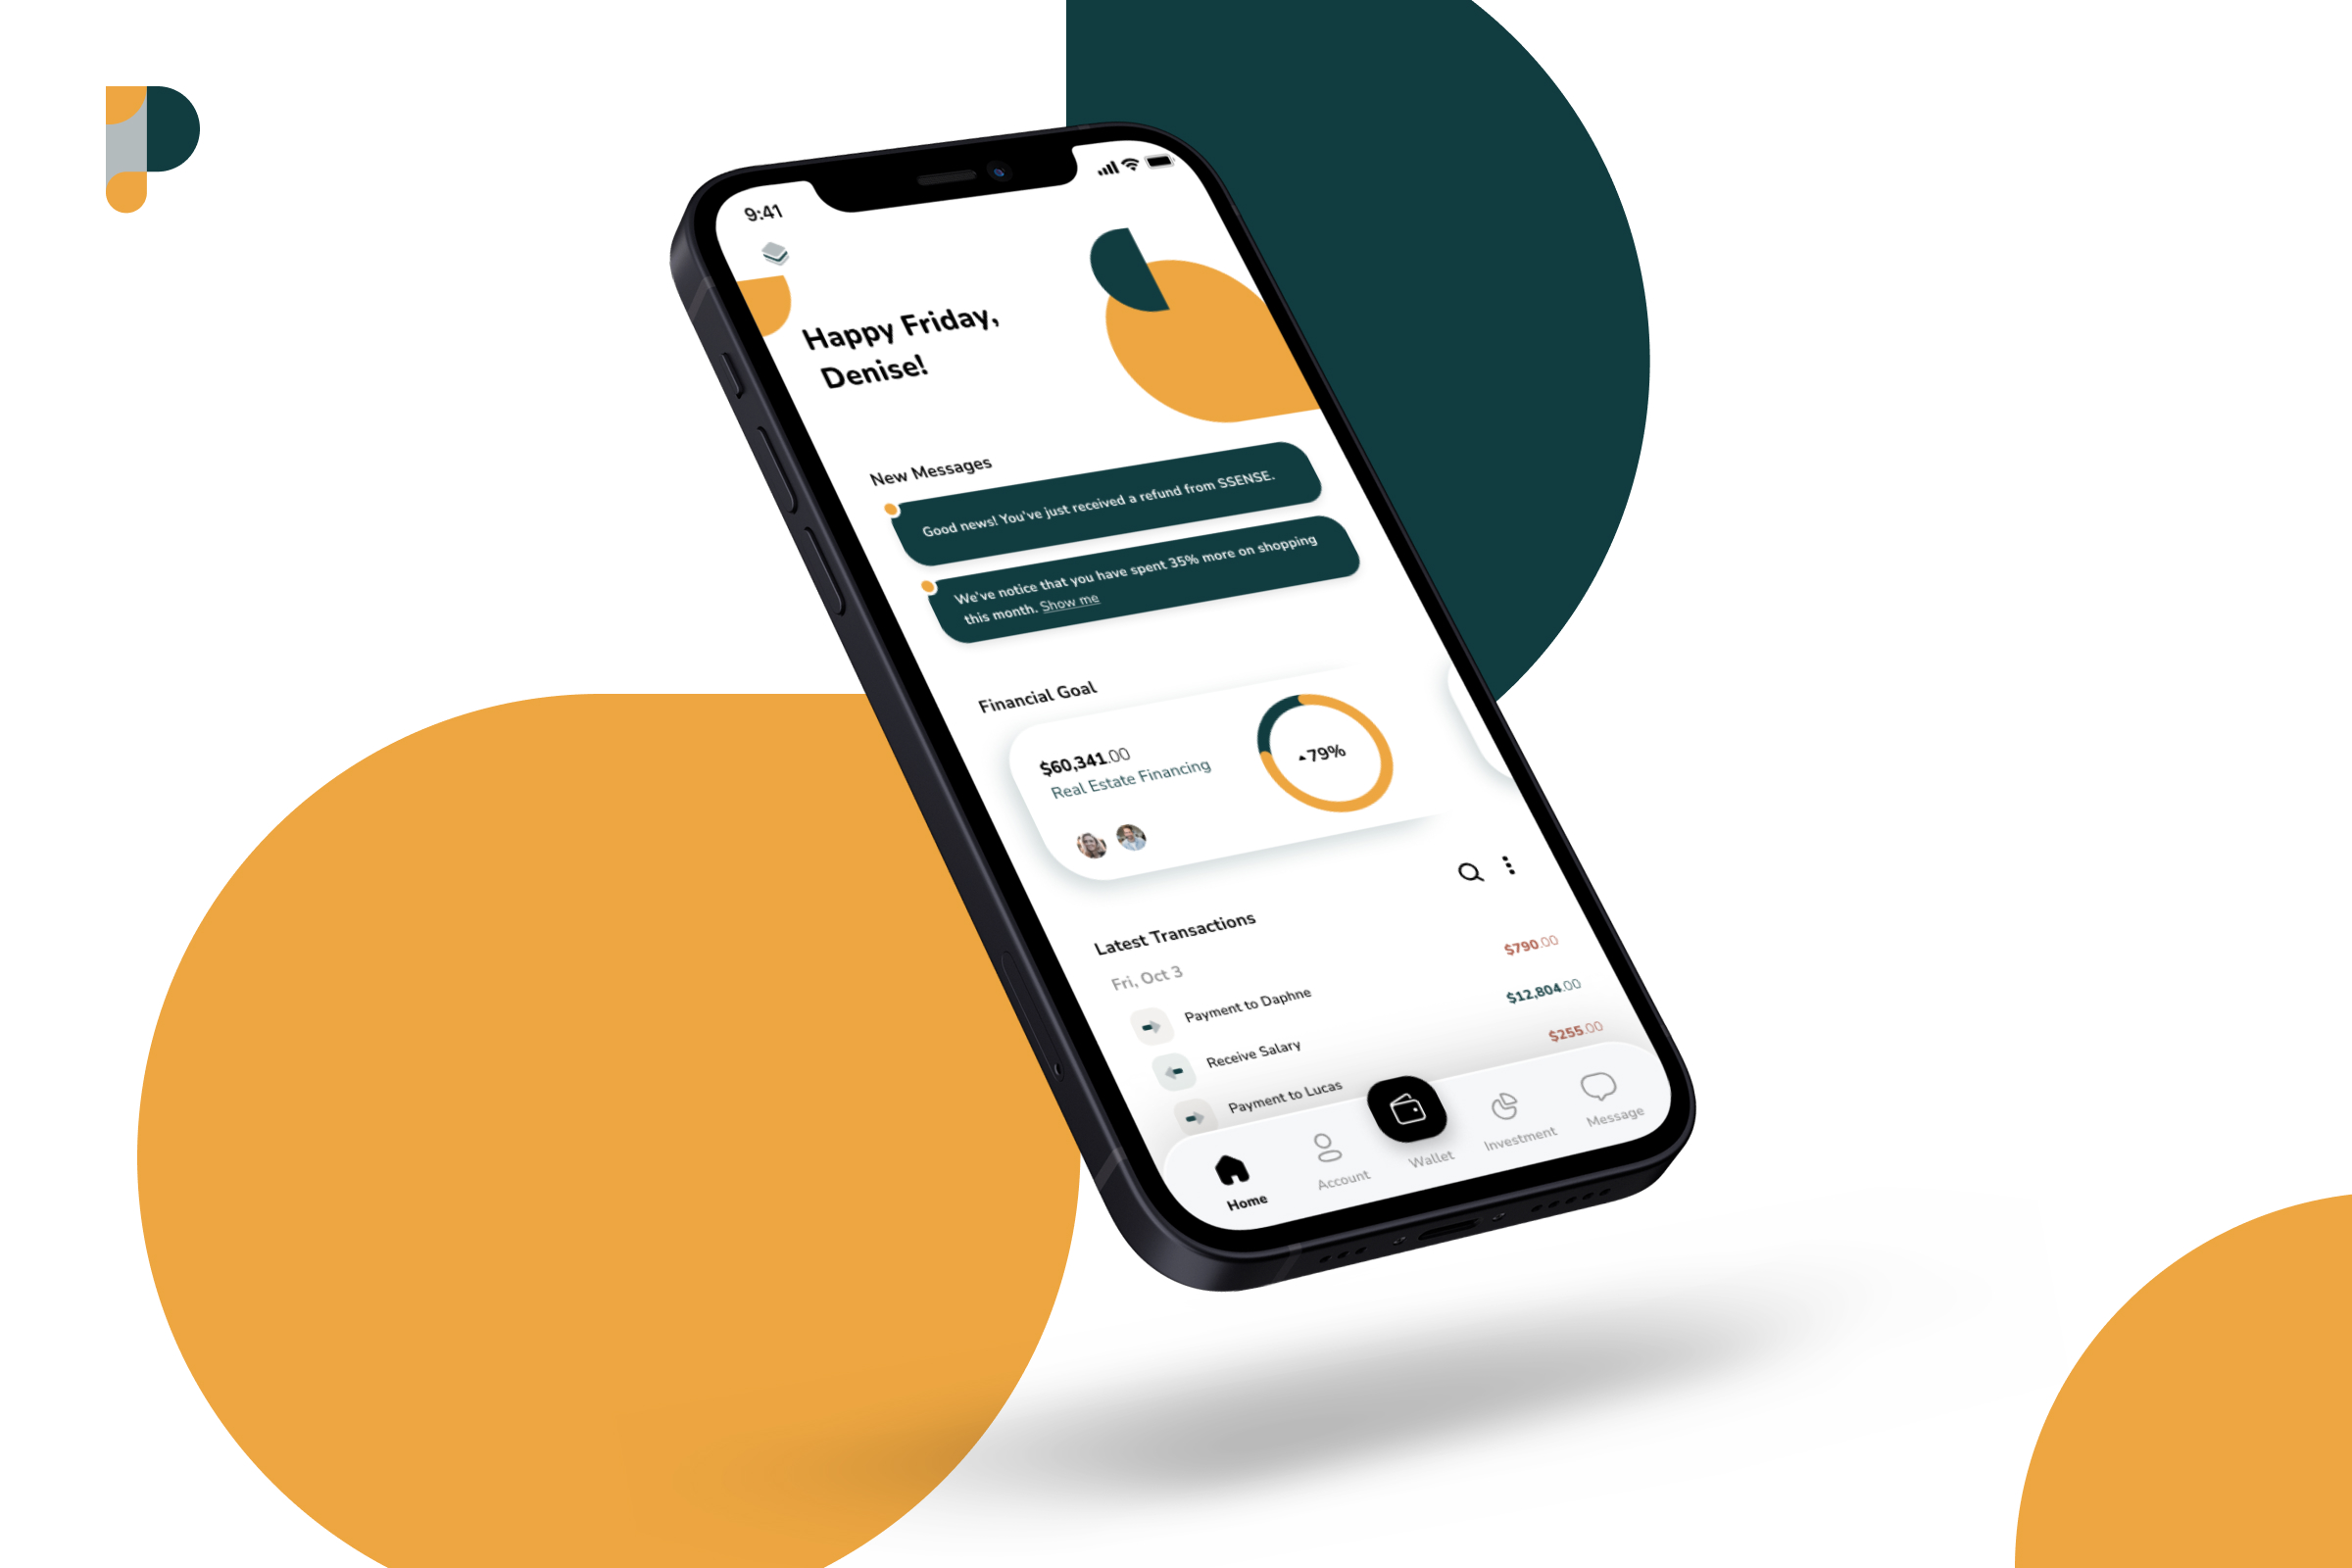 9:41
Happy Friday,
Denise!
New Messages
Good news! You've just received a refund from SSENSE.
We've notice that you have spent 35% more on shopping
this month. Show me
Financial Goal
$60,341.00
Real Estate Financing
79%
Latest Transactions
Fri, Oct 3
Payment to Daphne
$790.00
Receive Salary
$12,804.00
Payment to Lucas
$255.00
Home
Account
Wallet
Investment
Message